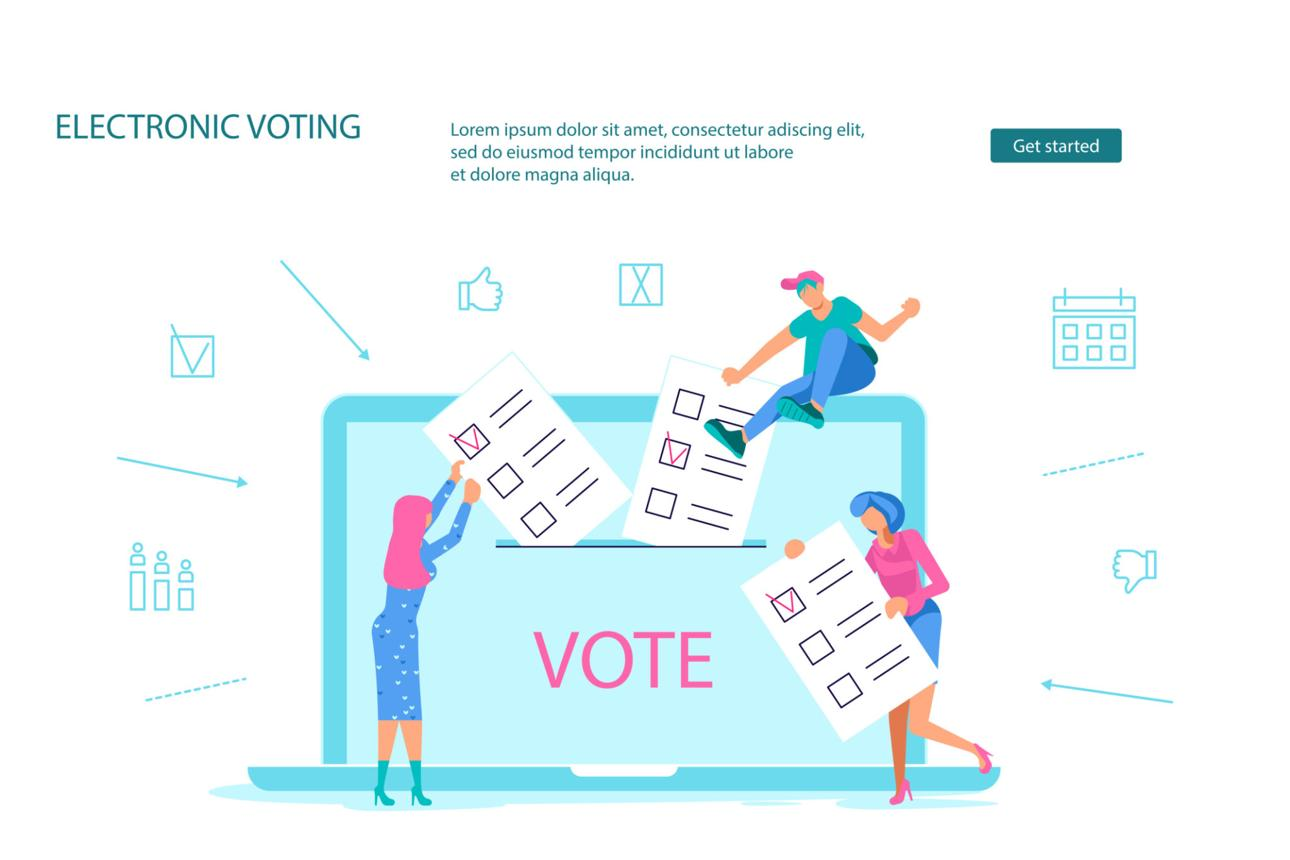 ELECTRONIC VOTING
Lorem ipsum dolor sit amet, consectetur adiscing elit,
sed do eiusmod tempor incididunt ut labore
et dolore magna aliqua.
Get started
VOTE